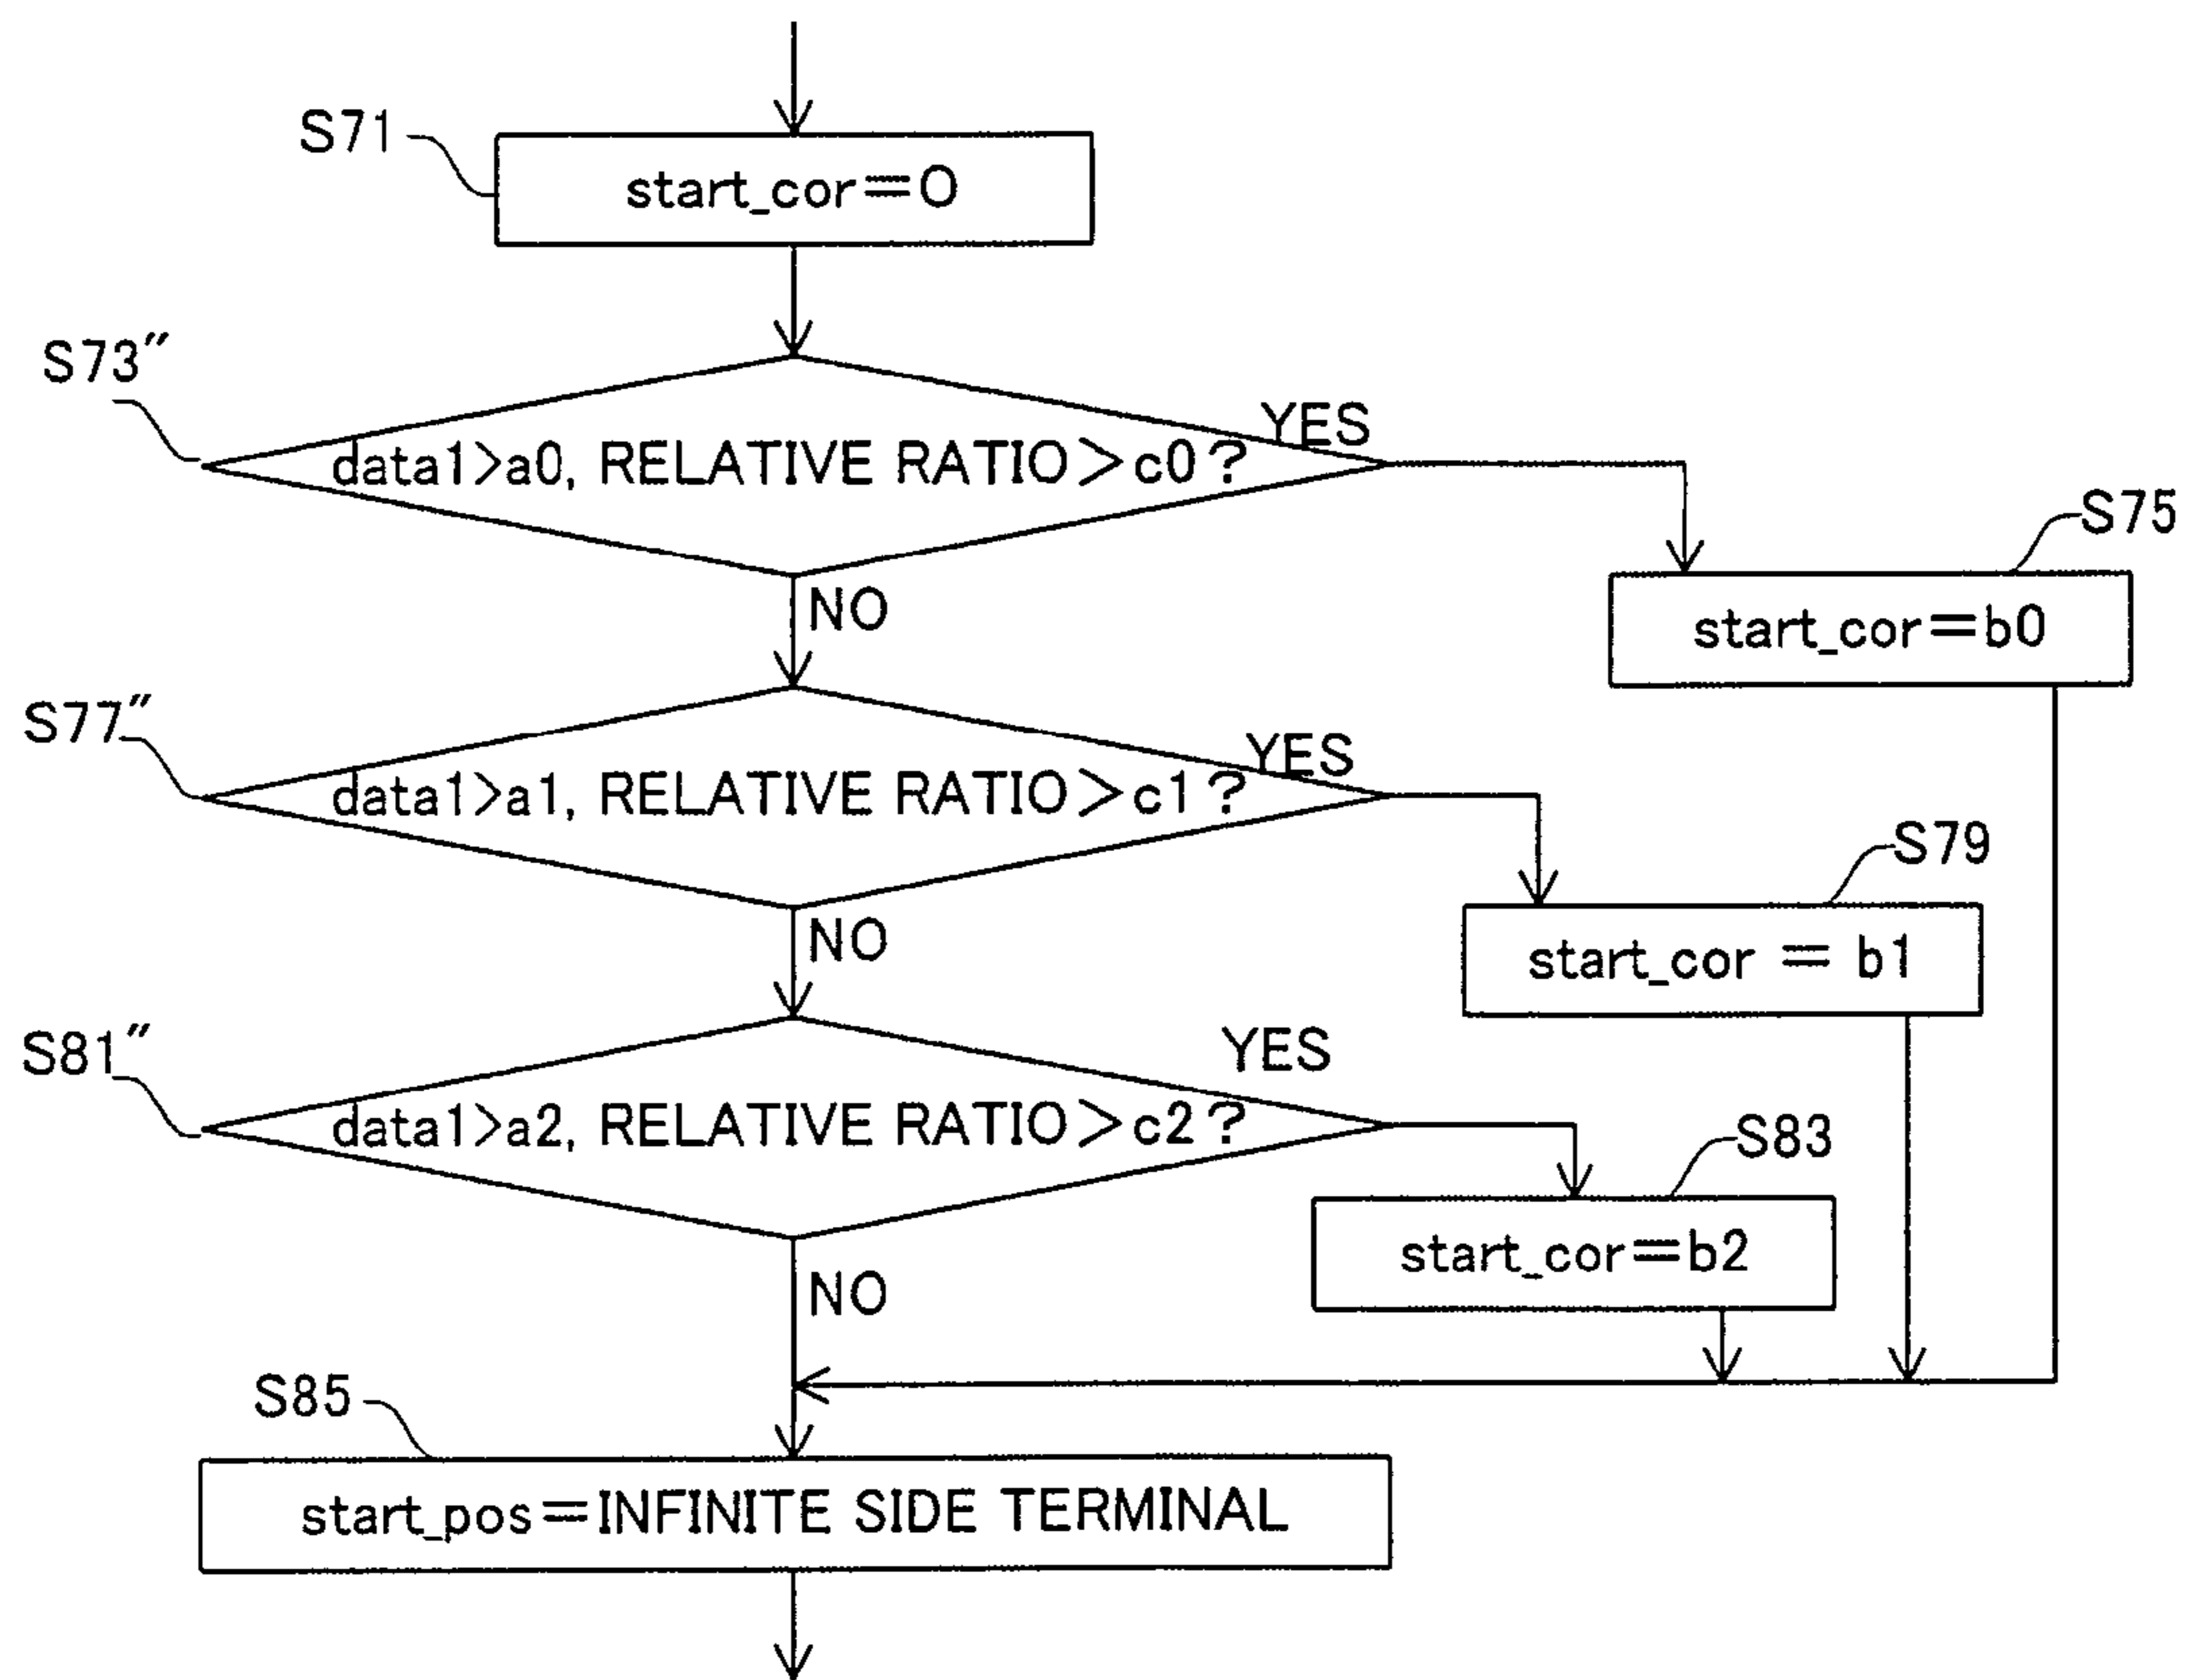 S71
start_cor=O
S73″
data1>a0, RELATIVE RATIO>c0?
YES
S75
start_cor=b0
NO
S77″
data1>a1, RELATIVE RATIO>c1?
YES
S79
start_cor = b1
NO
S81″
data1>a2, RELATIVE RATIO>c2?
YES
S83
start_cor=b2
NO
S85
start_pos=INFINITE SIDE TERMINAL